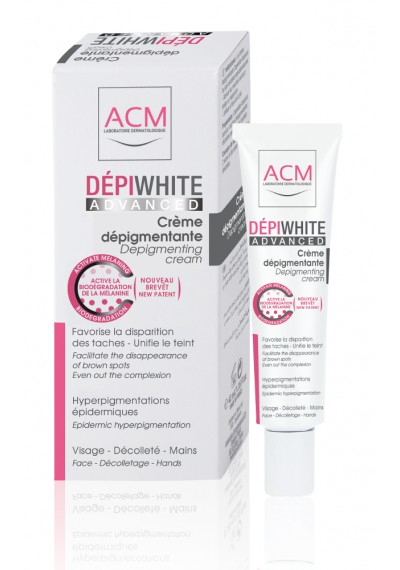 Crème
dépigmentante
Depigmenting
ACM
LABORATOIRE DERMATOLOGIQUE
DÉPIWHITE
ADVANCED
Crème
dépigmentante
Depigmenting
cream
ACTIVATE MELANIN
ACTIVE LA
BIODÉGRADATION
DE LA MÉLANINE
BIODEGRADATION
NOUVEAU
BREVET
NEW PATENT
Favorise la disparition
des taches - Unifie le teint
Facilitate the disappearance
of brown spots
Even out the complexion
Hyperpigmentations
épidermiques
Epidermic hyperpigmentation
Visage - Décolleté - Mains
Face - Décolletage - Hands
ACM
LABORATOIRE DERMATOLOGIQUE
DÉPIWHITE
ADVANCED
Crème
dépigmentante
Depigmenting
cream
ACTIVE LA
BIODÉGRADATION
DE LA MÉLANINE
NOUVEAU
BREVET
NEW PATENT
Favorise la disparition
des taches - Unifie le teint
Facilitate the disappearance
of brown spots
Even out the complexion
Hyperpigmentations
épidermiques
Epidermic hyperpigmentation
Visage - Décolleté - Mains
Face - Décolletage - Hands